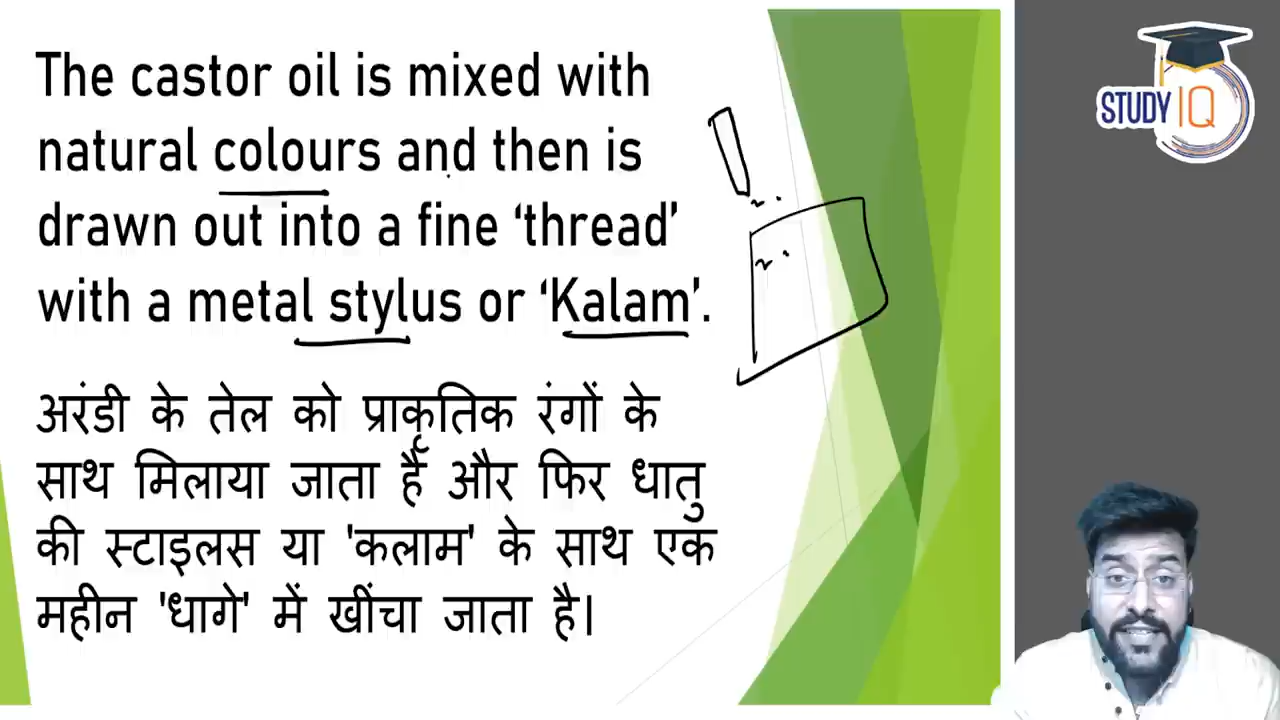 The castor oil is mixed with
natural colours and then is
drawn out into a fine ‘thread’
with a metal stylus or ‘Kalam’.
अरंडी के तेल को प्राकृतिक रंगों के
साथ मिलाया जाता है और फिर धातु
की स्टाइलस या 'कलाम' के साथ एक
महीन 'धागे' में खींचा जाता है।
STUDY IQ